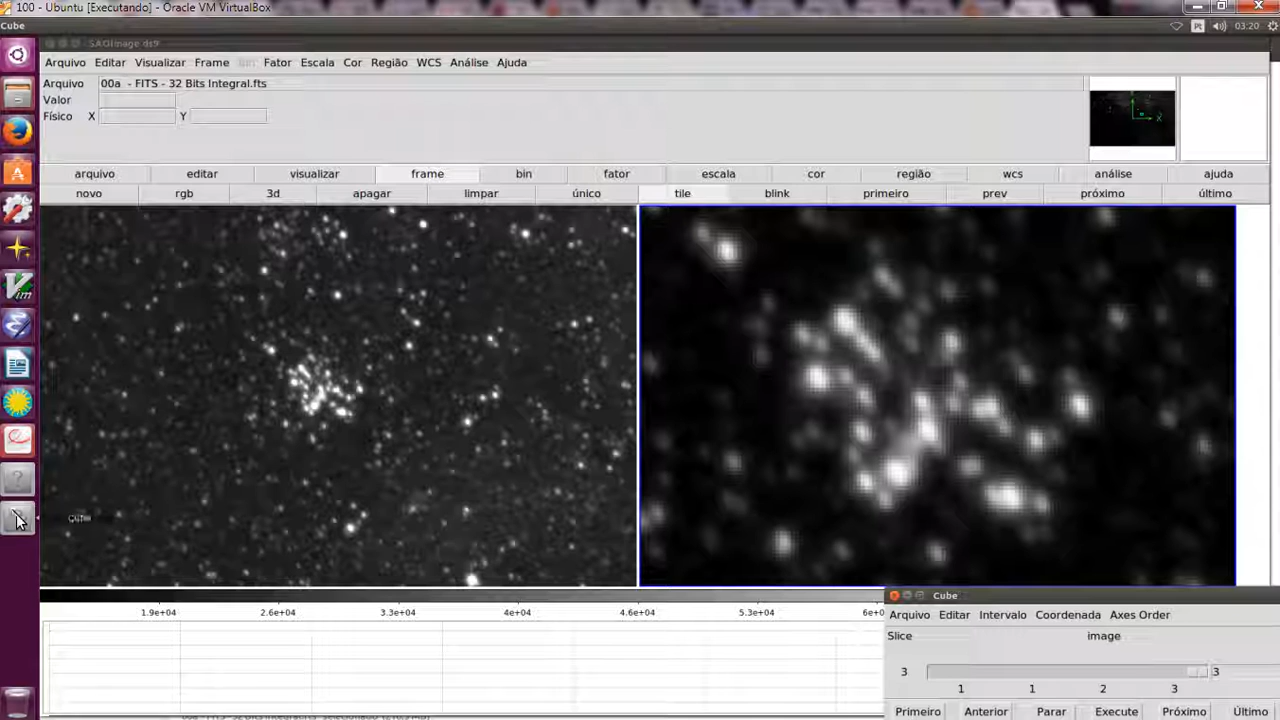 100 - Ubuntu [Executando] - Oracle VM VirtualBox
Cube
Pt 03:20
SAOImage ds9
Arquivo Editar Visualizar Frame Bin Fator Escala Cor Região WCS Análise Ajuda
Arquivo 00a - FITS - 32 Bits Integral.fts
Valor
Físico X Y
arquivo editar visualizar frame bin fator escala cor região wcs análise ajuda
novo rgb 3d apagar limpar único tile blink primeiro prev próximo último
Cube
1.9e+04 2.6e+04 3.3e+04 4e+04 4.6e+04 5.3e+04 6e+0
Cube
Arquivo Editar Intervalo Coordenada Axes Order
Slice image
3 3
1 1 2 3
Primeiro Anterior Parar Execute Próximo Último